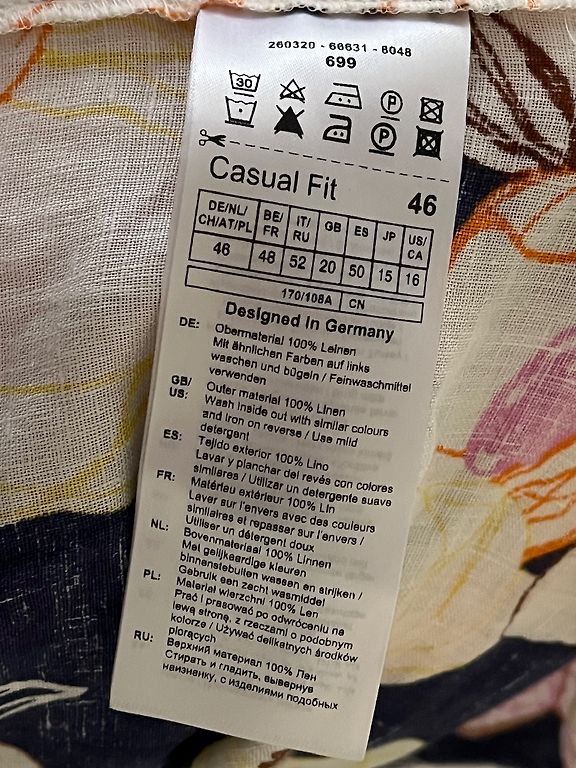 260320 - 66631 - 8048
699
30
P
P
Casual Fit 46
DE/NL/CH/AT/PL BE/FR IT/RU GB ES JP US/CA
46 48 52 20 50 15 16
170/108A CN
Designed in Germany
DE: Obermaterial 100% Leinen
Mit ähnlichen Farben auf links
waschen und bügeln / Feinwaschmittel
verwenden
GB/US: Outer material 100% Linen
Wash inside out with similar colours
and iron on reverse / Use mild
detergent
ES: Tejido exterior 100% Lino
Lavar y planchar del revés con colores
similares / Utilizar un detergente suave
FR: Matériau extérieur 100% Lin
Laver sur l'envers avec des couleurs
similaires et repasser sur l'envers /
Utiliser un détergent doux
NL: Bovenmateriaal 100% Linnen
Met gelijkaardige kleuren
binnenstebuiten wassen en strijken /
Gebruik een zacht wasmiddel
PL: Materiał wierzchni 100% Len
Prać i prasować po odwróceniu na
lewą stronę, z rzeczami o podobnym
kolorze / Używać delikatnych środków
piorących
RU: Верхний материал 100% Лен
Стирать и гладить, вывернув
наизнанку, с изделиями подобных